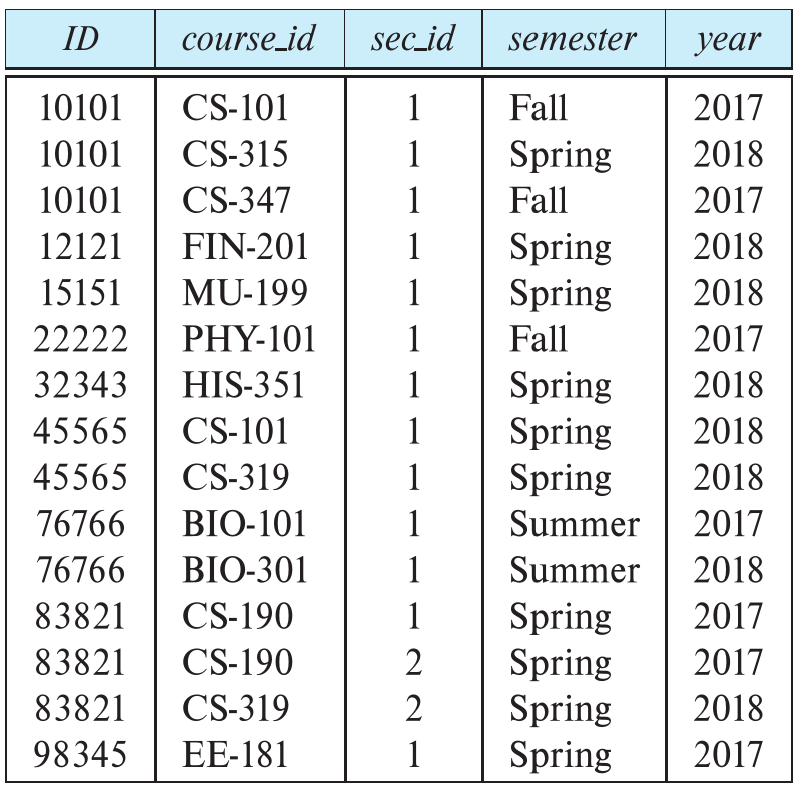 ID course_id sec_id semester year
10101 CS-101 1 Fall 2017
10101 CS-315 1 Spring 2018
10101 CS-347 1 Fall 2017
12121 FIN-201 1 Spring 2018
15151 MU-199 1 Spring 2018
22222 PHY-101 1 Fall 2017
32343 HIS-351 1 Spring 2018
45565 CS-101 1 Spring 2018
45565 CS-319 1 Spring 2018
76766 BIO-101 1 Summer 2017
76766 BIO-301 1 Summer 2018
83821 CS-190 1 Spring 2017
83821 CS-190 2 Spring 2017
83821 CS-319 2 Spring 2018
98345 EE-181 1 Spring 2017